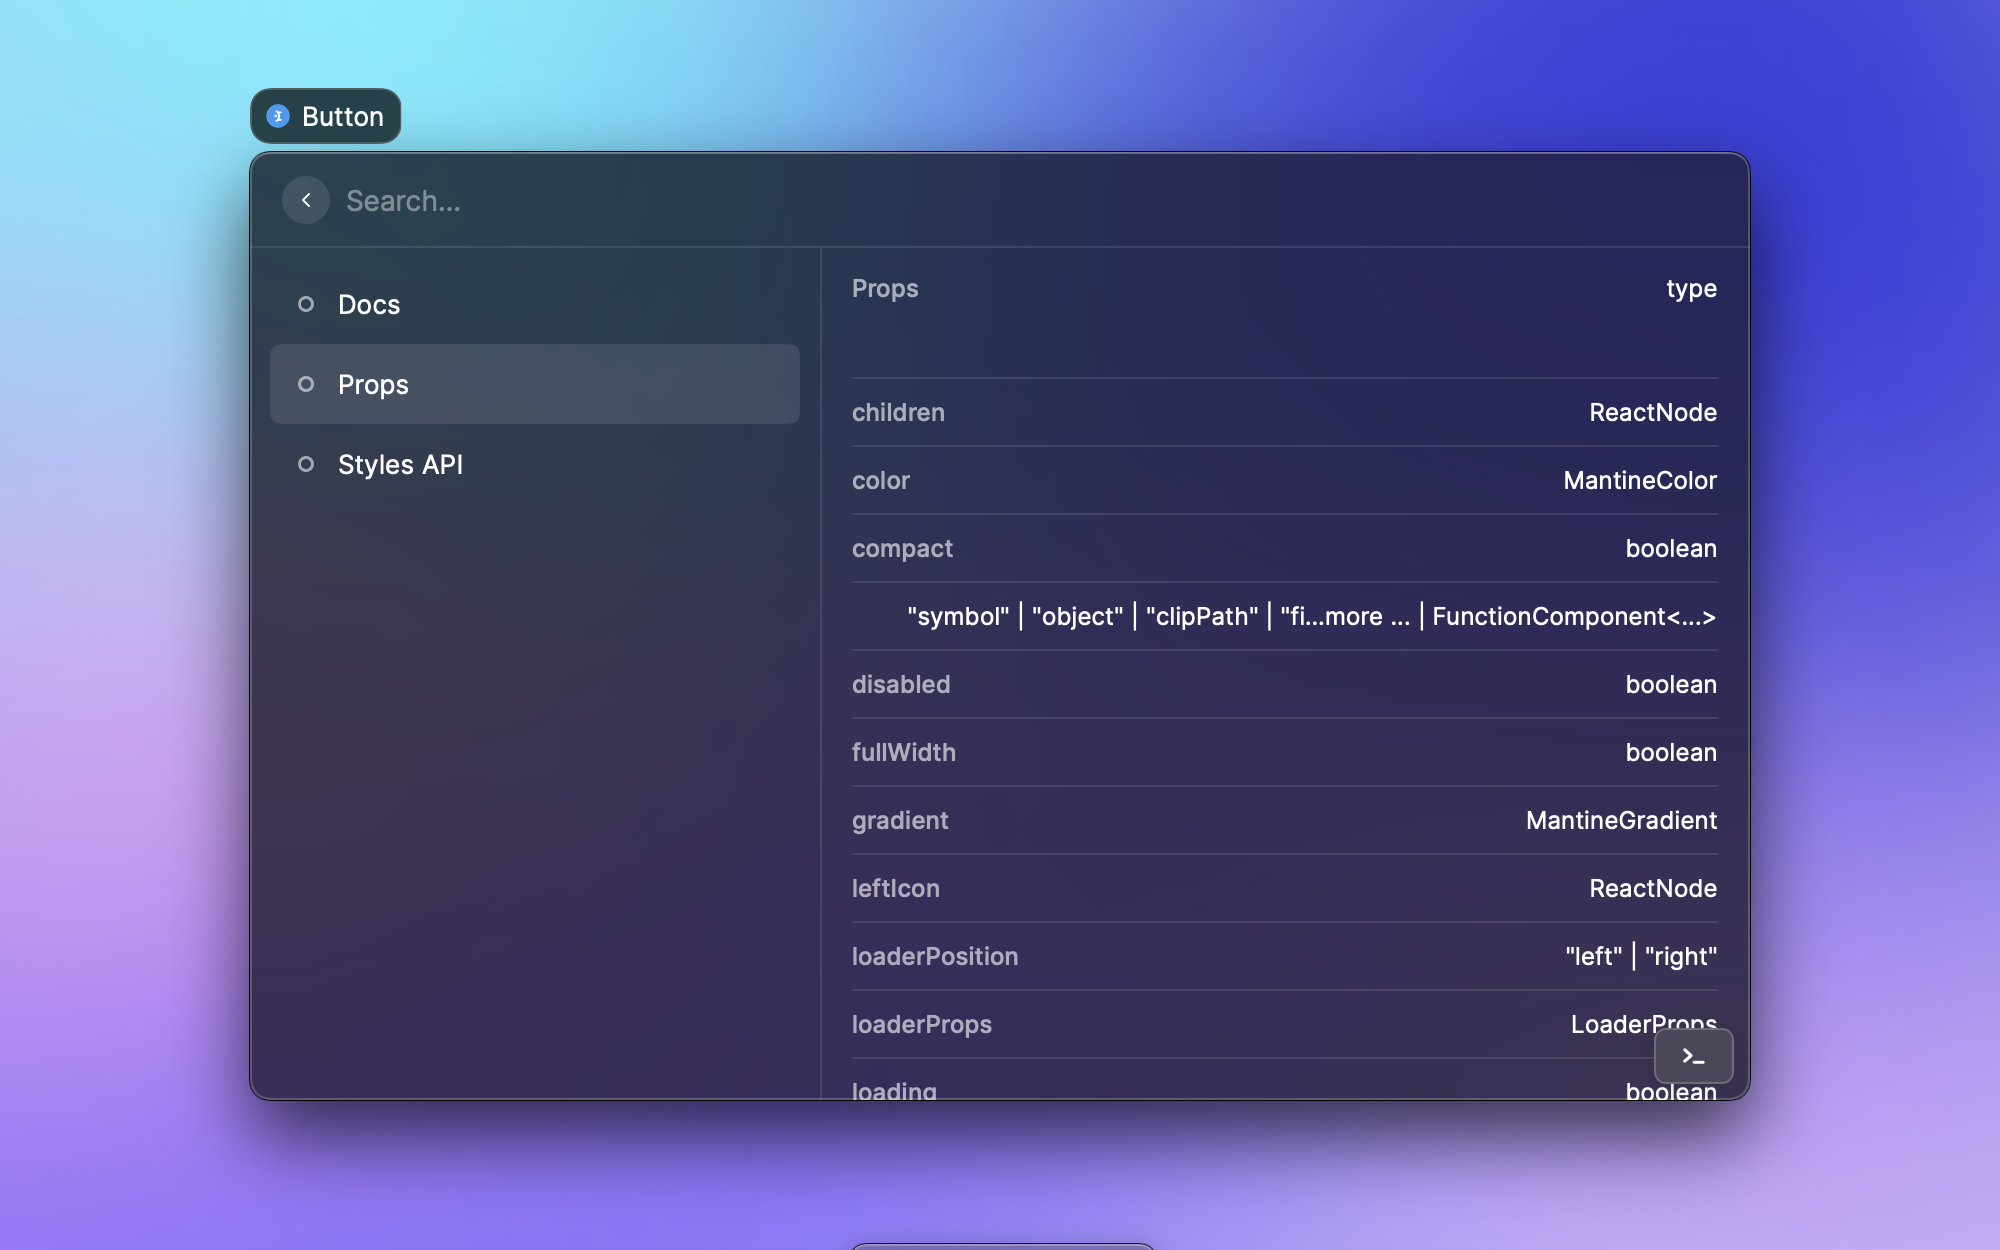 Button
Search...
Docs
Props
Styles API
Props type
children ReactNode
color MantineColor
compact boolean
"symbol" | "object" | "clipPath" | "fi...more ... | FunctionComponent<...>
disabled boolean
fullWidth boolean
gradient MantineGradient
leftIcon ReactNode
loaderPosition "left" | "right"
loaderProps LoaderProps
loading boolean